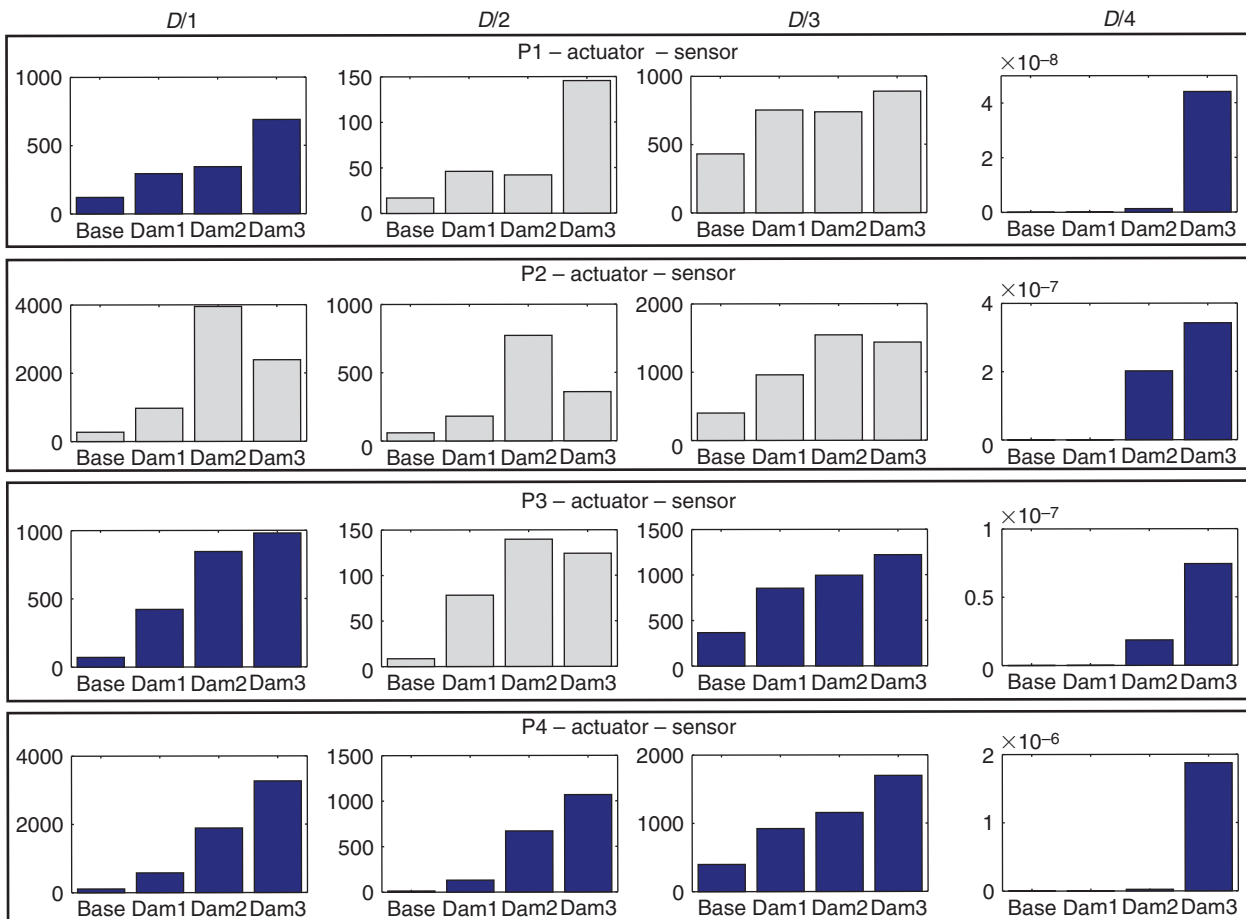 D/1 D/2 D/3 D/4
P1 – actuator – sensor
1000 150 1000 ×10⁻⁸
500 100 500 4
0 50 0 2
0 0
Base Dam1 Dam2 Dam3 Base Dam1 Dam2 Dam3 Base Dam1 Dam2 Dam3 Base Dam1 Dam2 Dam3
P2 – actuator – sensor
4000 1000 2000 4 ×10⁻⁷
2000 500 1000 2
0 0 0 0
Base Dam1 Dam2 Dam3 Base Dam1 Dam2 Dam3 Base Dam1 Dam2 Dam3 Base Dam1 Dam2 Dam3
P3 – actuator – sensor
1000 150 1500 1 ×10⁻⁷
500 100 1000 0.5
0 50 500 0
0 0
Base Dam1 Dam2 Dam3 Base Dam1 Dam2 Dam3 Base Dam1 Dam2 Dam3 Base Dam1 Dam2 Dam3
P4 – actuator – sensor
4000 1500 2000 2 ×10⁻⁶
2000 1000 1000 1
0 500 0 0
0
Base Dam1 Dam2 Dam3 Base Dam1 Dam2 Dam3 Base Dam1 Dam2 Dam3 Base Dam1 Dam2 Dam3